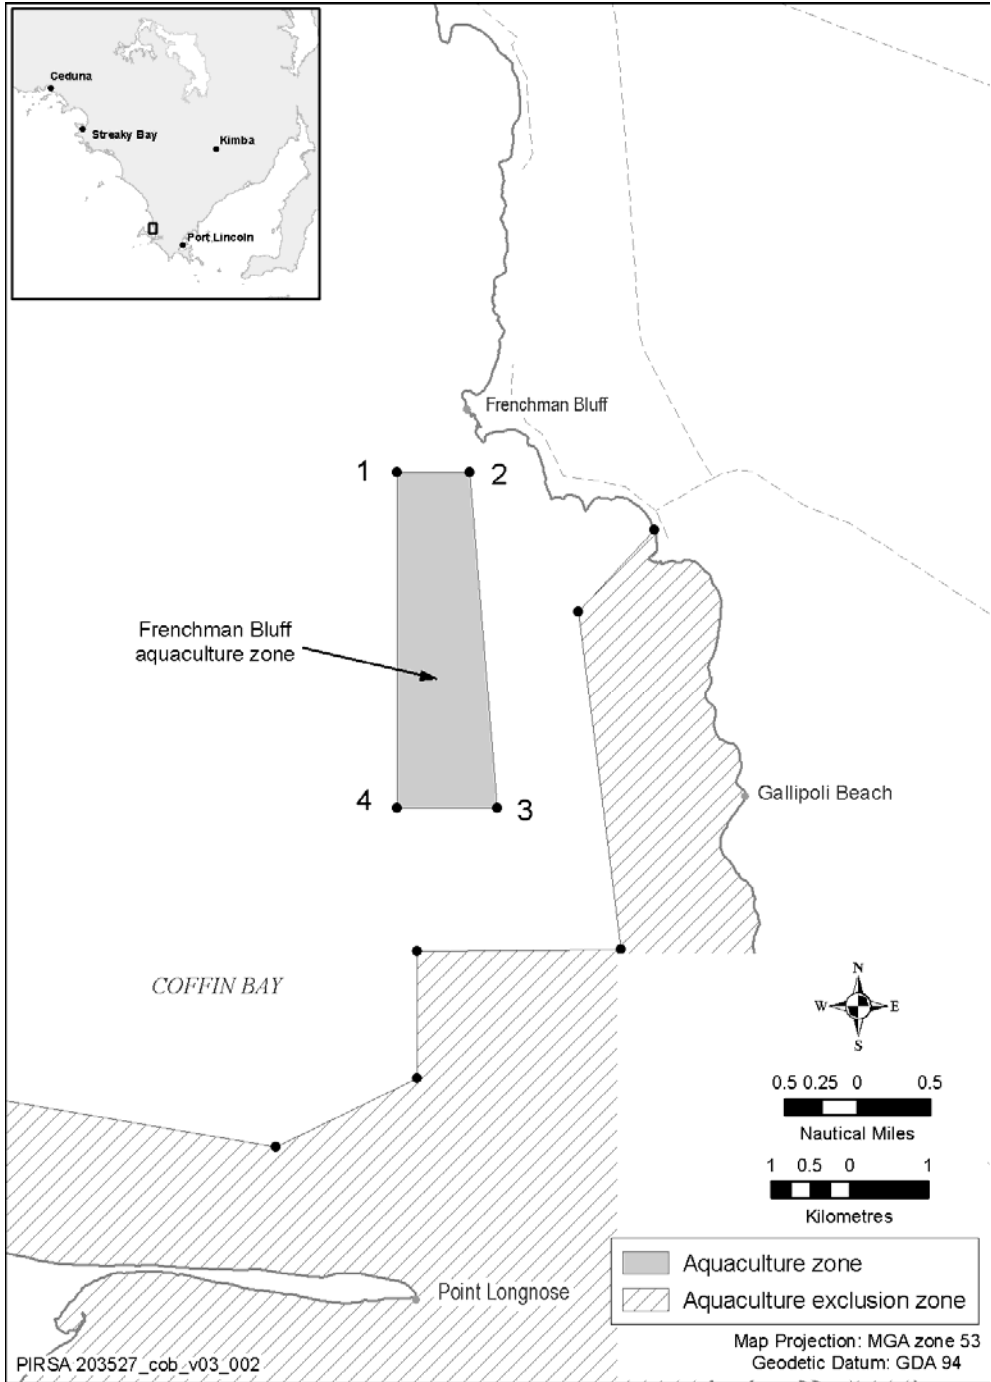 Ceduna
Streaky Bay
Kimba
Port Lincoln
Frenchman Bluff
1
2
Frenchman Bluff
aquaculture zone
4
3
Gallipoli Beach
COFFIN BAY
N
W
E
S
0.5 0.25 0 0.5
Nautical Miles
1 0.5 0 1
Kilometres
Aquaculture zone
Point Longnose
Aquaculture exclusion zone
Map Projection: MGA zone 53
PIRSA 203527_cob_v03_002
Geodetic Datum: GDA 94